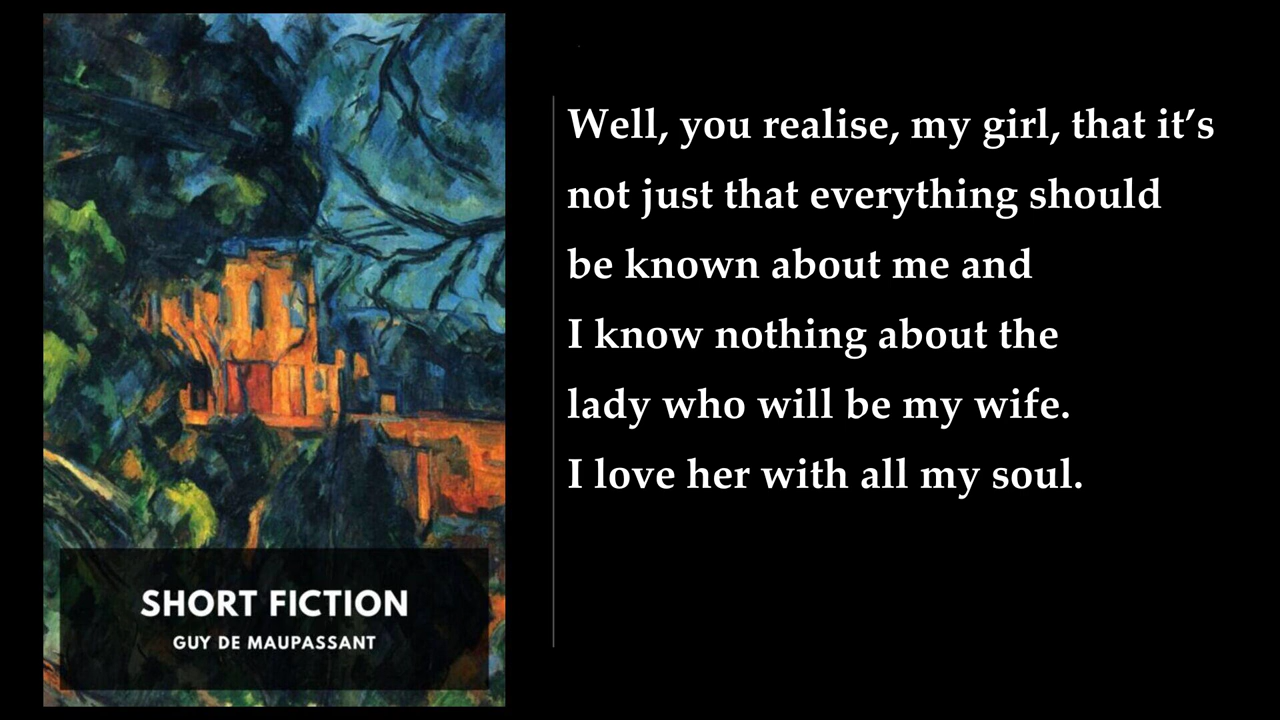 SHORT FICTION
GUY DE MAUPASSANT
Well, you realise, my girl, that it’s
not just that everything should
be known about me and
I know nothing about the
lady who will be my wife.
I love her with all my soul.